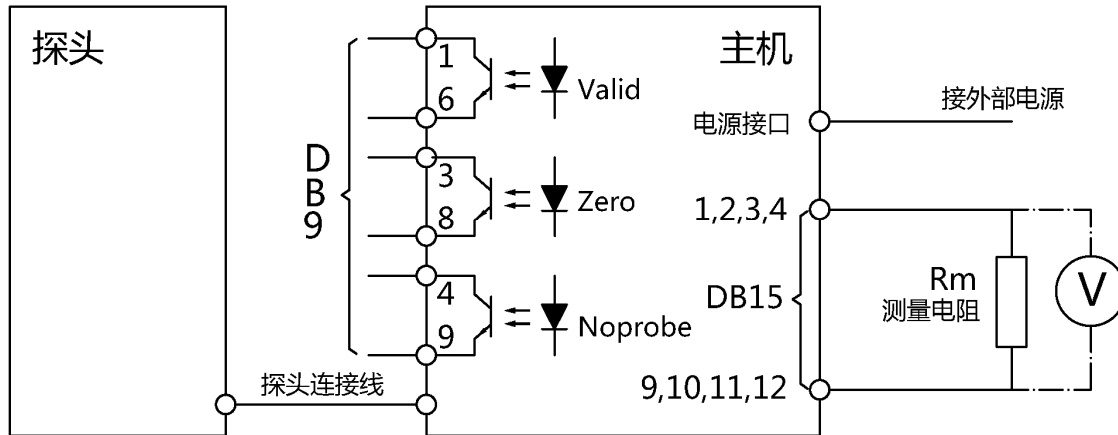 探头
主机
1
6
Valid
3
8
Zero
4
9
Noprobe
D
B
9
探头连接线
电源接口
接外部电源
1,2,3,4
DB15
9,10,11,12
Rm
测量电阻
V